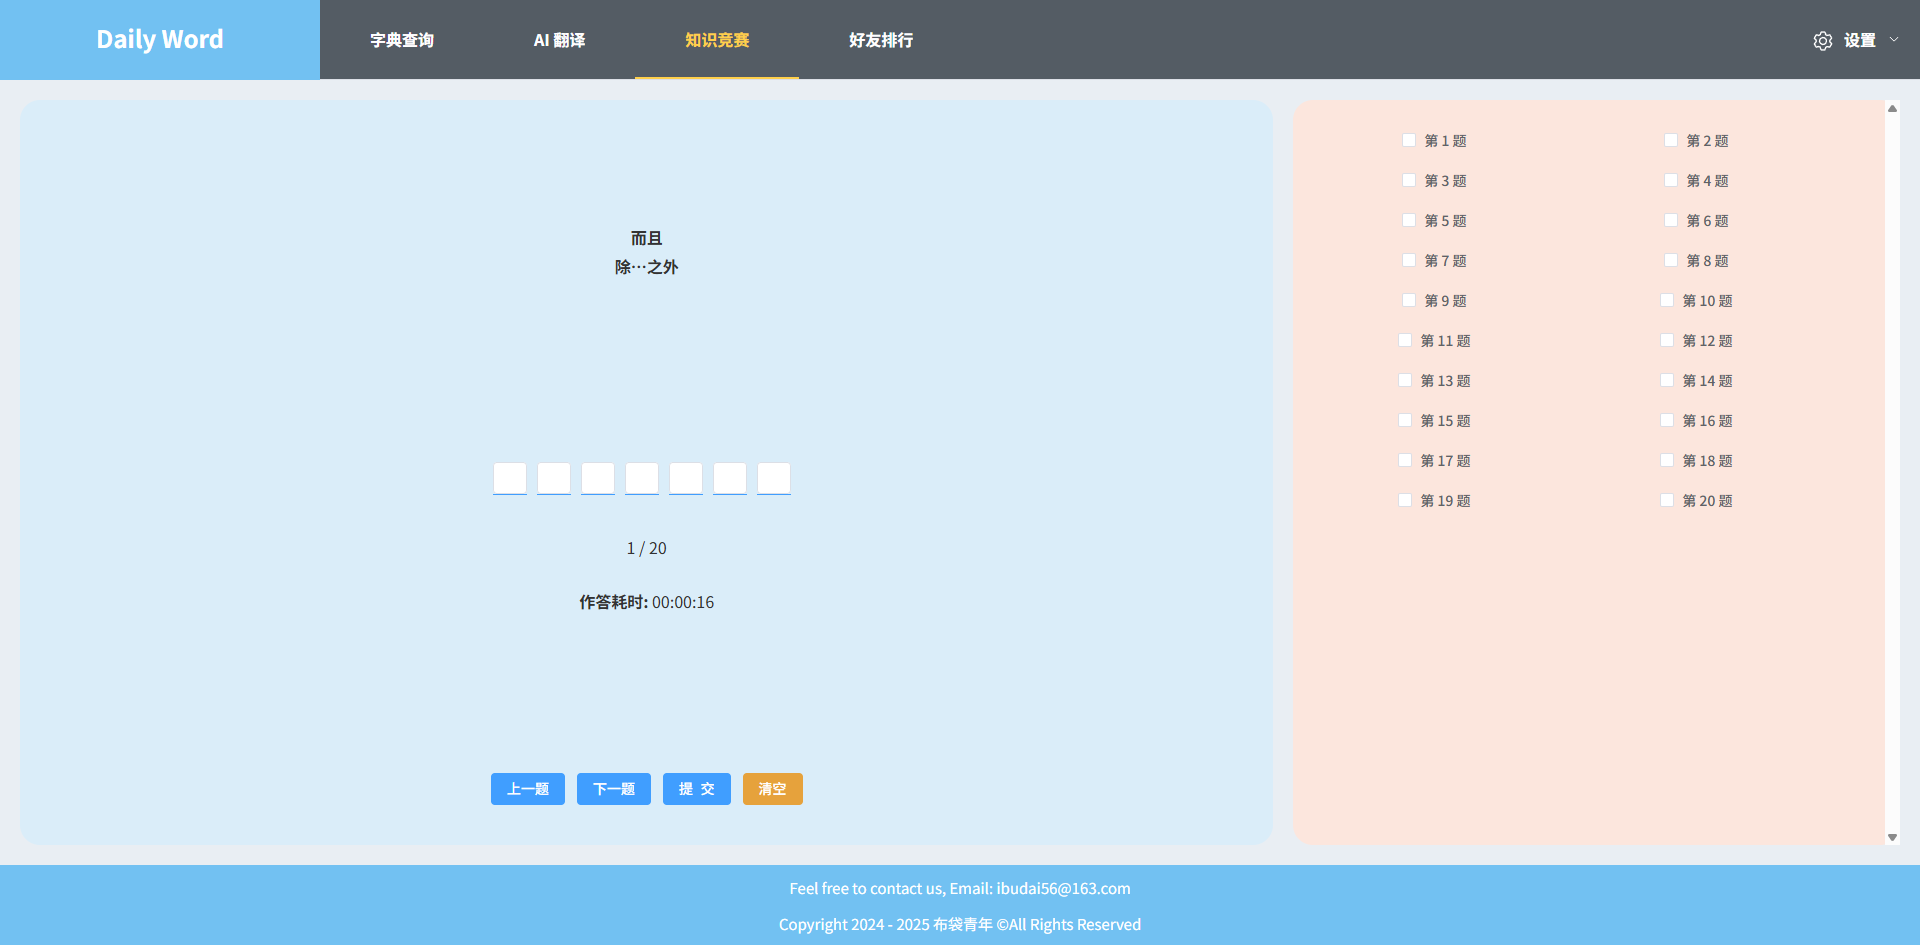 Daily Word
字典查询
AI 翻译
知识竞赛
好友排行
设置
而且
除…之外
1 / 20
作答耗时: 00:00:16
上一题
下一题
提 交
清空
第 1 题
第 2 题
第 3 题
第 4 题
第 5 题
第 6 题
第 7 题
第 8 题
第 9 题
第 10 题
第 11 题
第 12 题
第 13 题
第 14 题
第 15 题
第 16 题
第 17 题
第 18 题
第 19 题
第 20 题
Feel free to contact us, Email: ibudai56@163.com
Copyright 2024 - 2025 布袋青年 ©All Rights Reserved